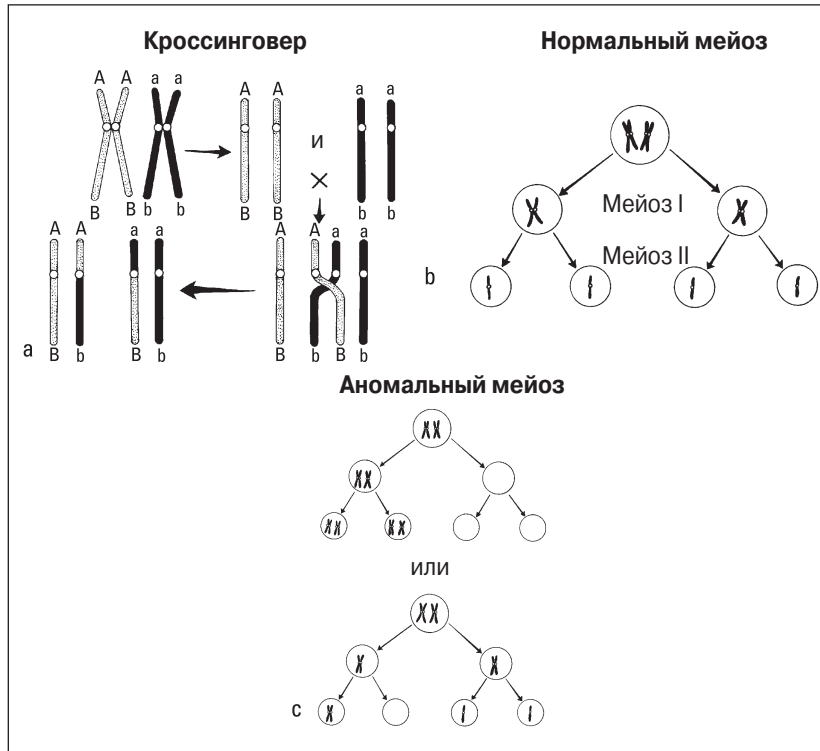 Кроссинговер
Нормальный мейоз
A A a a
A A
a a
и
B B b b
B B
b b
A A a a
A A a a
Мейоз I
Мейоз II
b
a
B b B b
B b B b
Аномальный мейоз
или
c